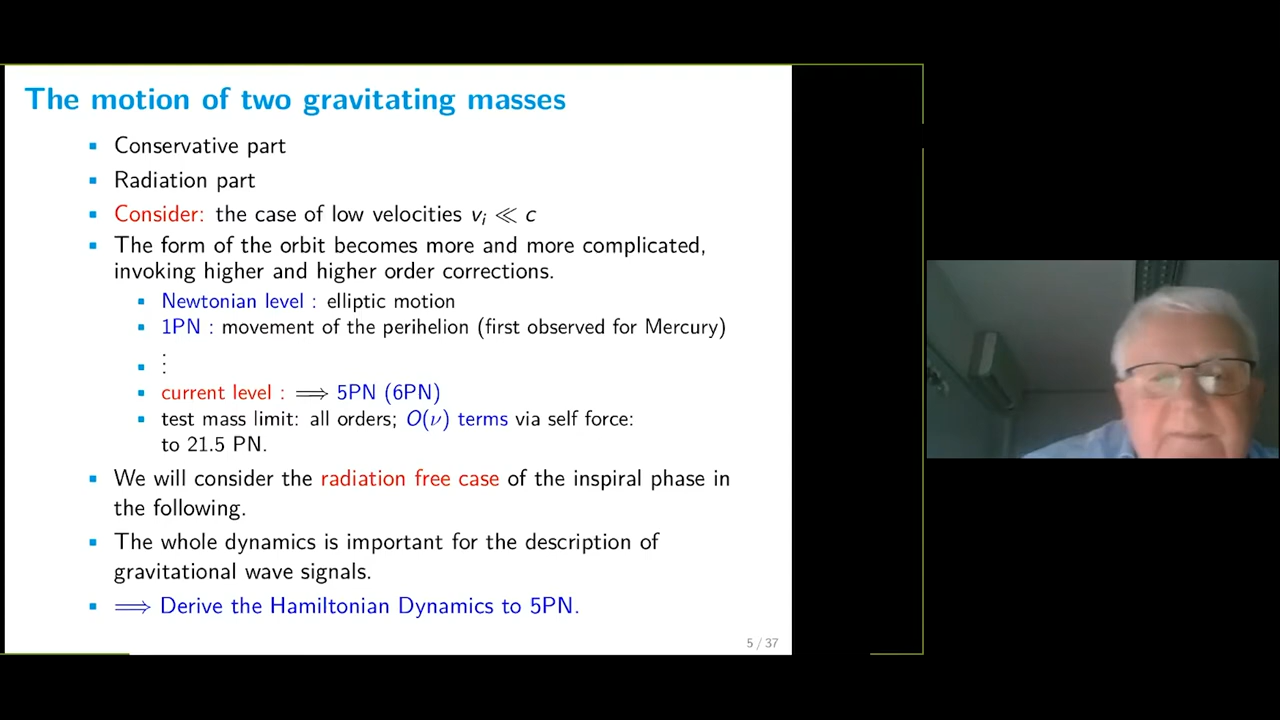 The motion of two gravitating masses
Conservative part
Radiation part
Consider: the case of low velocities vᵢ ≪ c
The form of the orbit becomes more and more complicated,
invoking higher and higher order corrections.
Newtonian level : elliptic motion
1PN : movement of the perihelion (first observed for Mercury)
⋮
current level : ⟹ 5PN (6PN)
test mass limit: all orders; O(ν) terms via self force:
to 21.5 PN.
We will consider the radiation free case of the inspiral phase in
the following.
The whole dynamics is important for the description of
gravitational wave signals.
⟹ Derive the Hamiltonian Dynamics to 5PN.
5 / 37